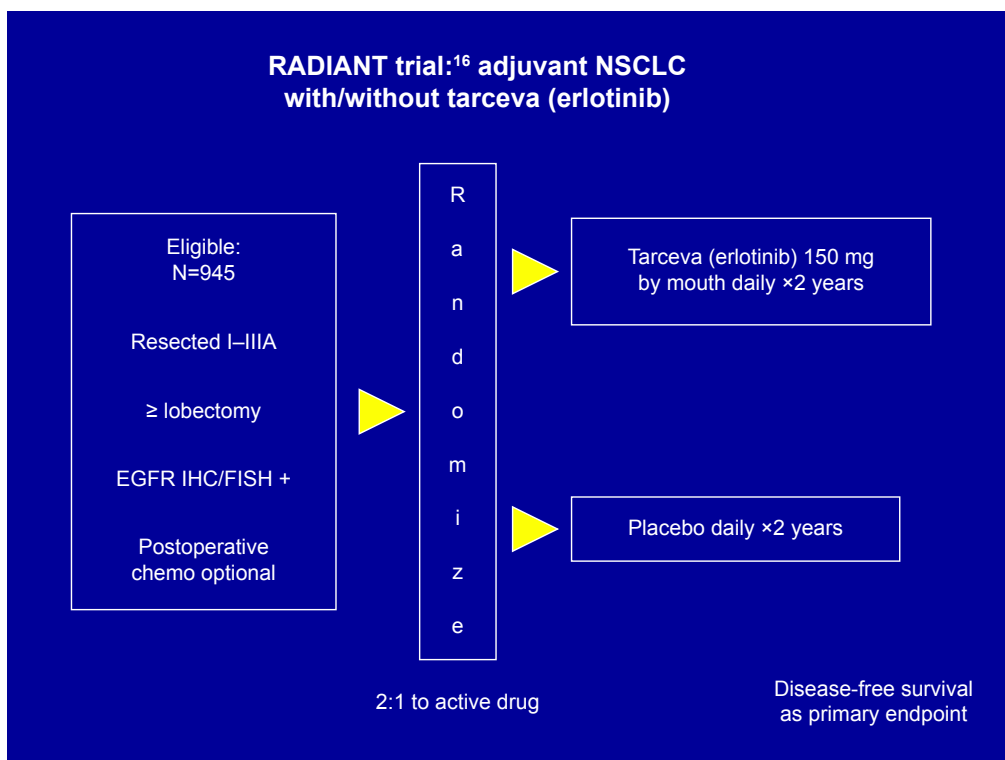 RADIANT trial:¹⁶ adjuvant NSCLC
with/without tarceva (erlotinib)
Eligible:
N=945
Resected I–IIIA
≥ lobectomy
EGFR IHC/FISH +
Postoperative
chemo optional
R
a
n
d
o
m
i
z
e
2:1 to active drug
Tarceva (erlotinib) 150 mg
by mouth daily ×2 years
Placebo daily ×2 years
Disease-free survival
as primary endpoint